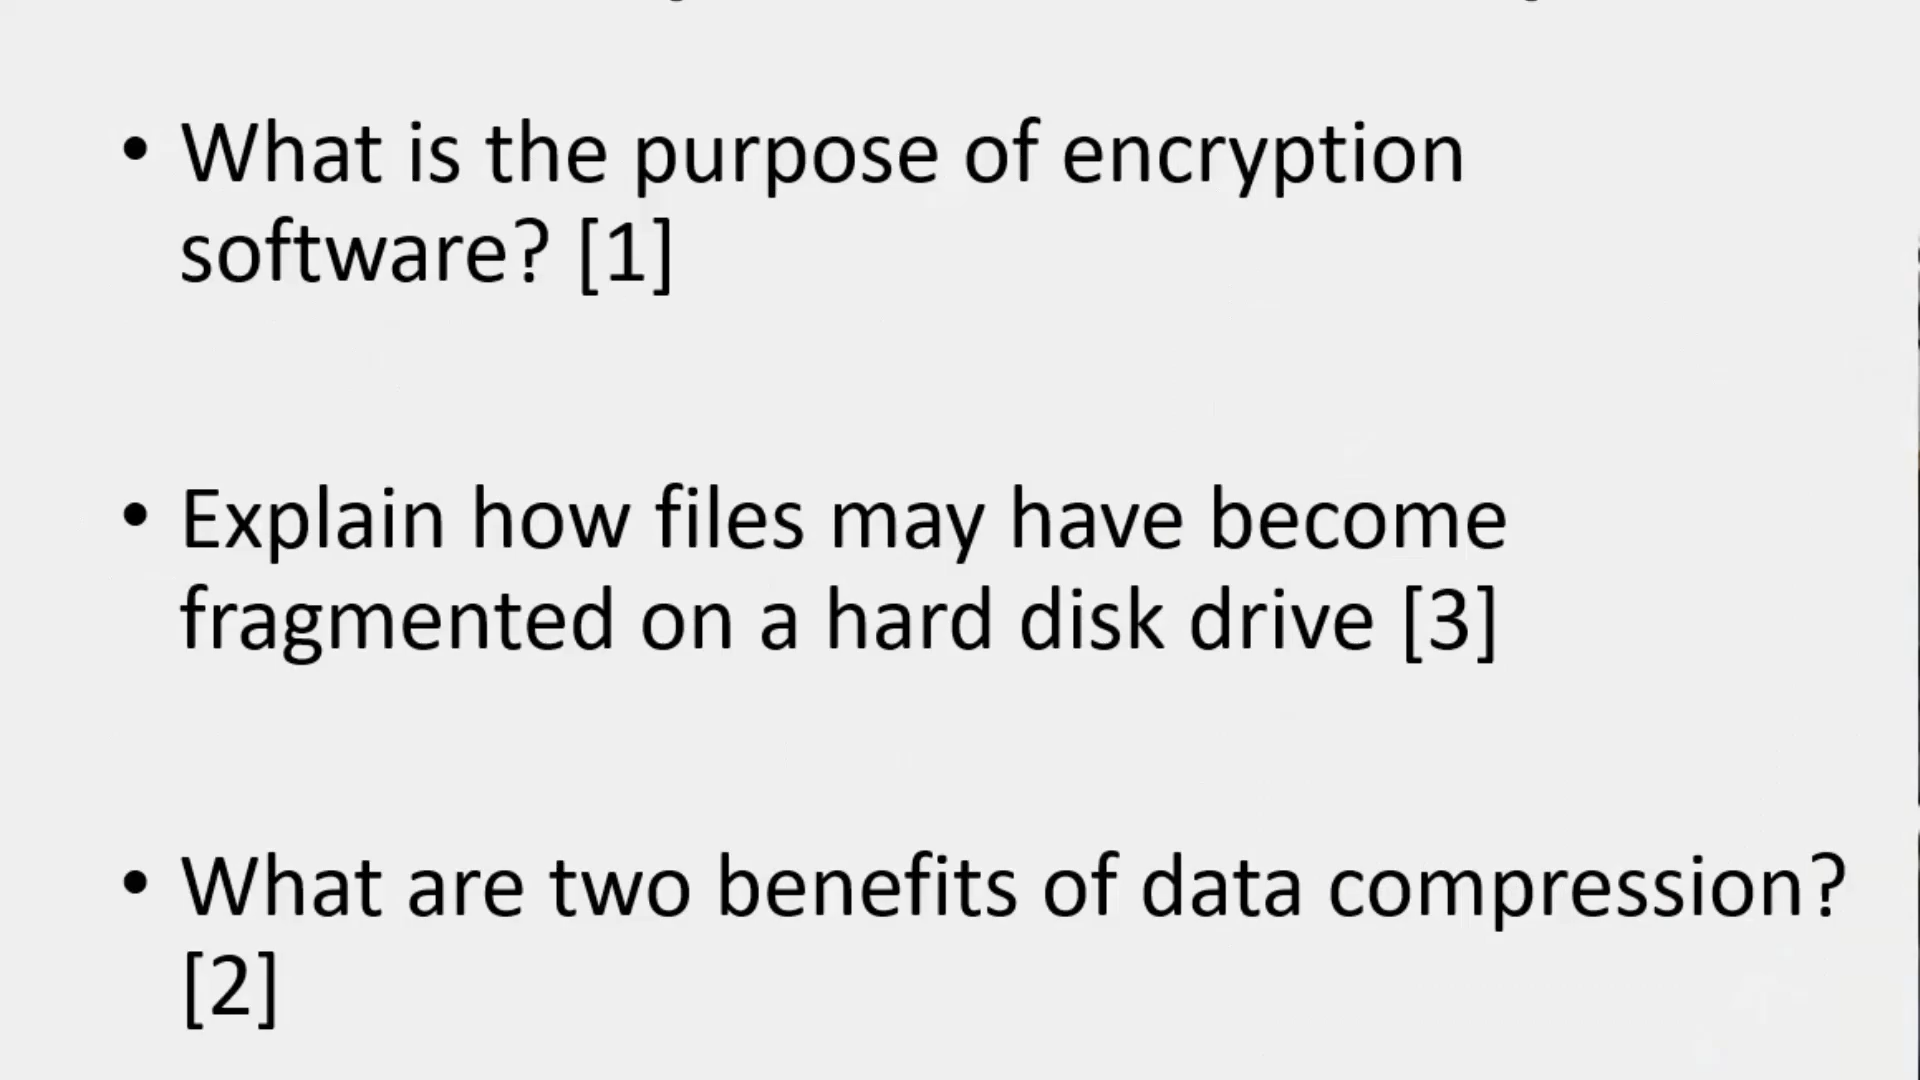 • What is the purpose of encryption
software? [1]
• Explain how files may have become
fragmented on a hard disk drive [3]
• What are two benefits of data compression?
[2]